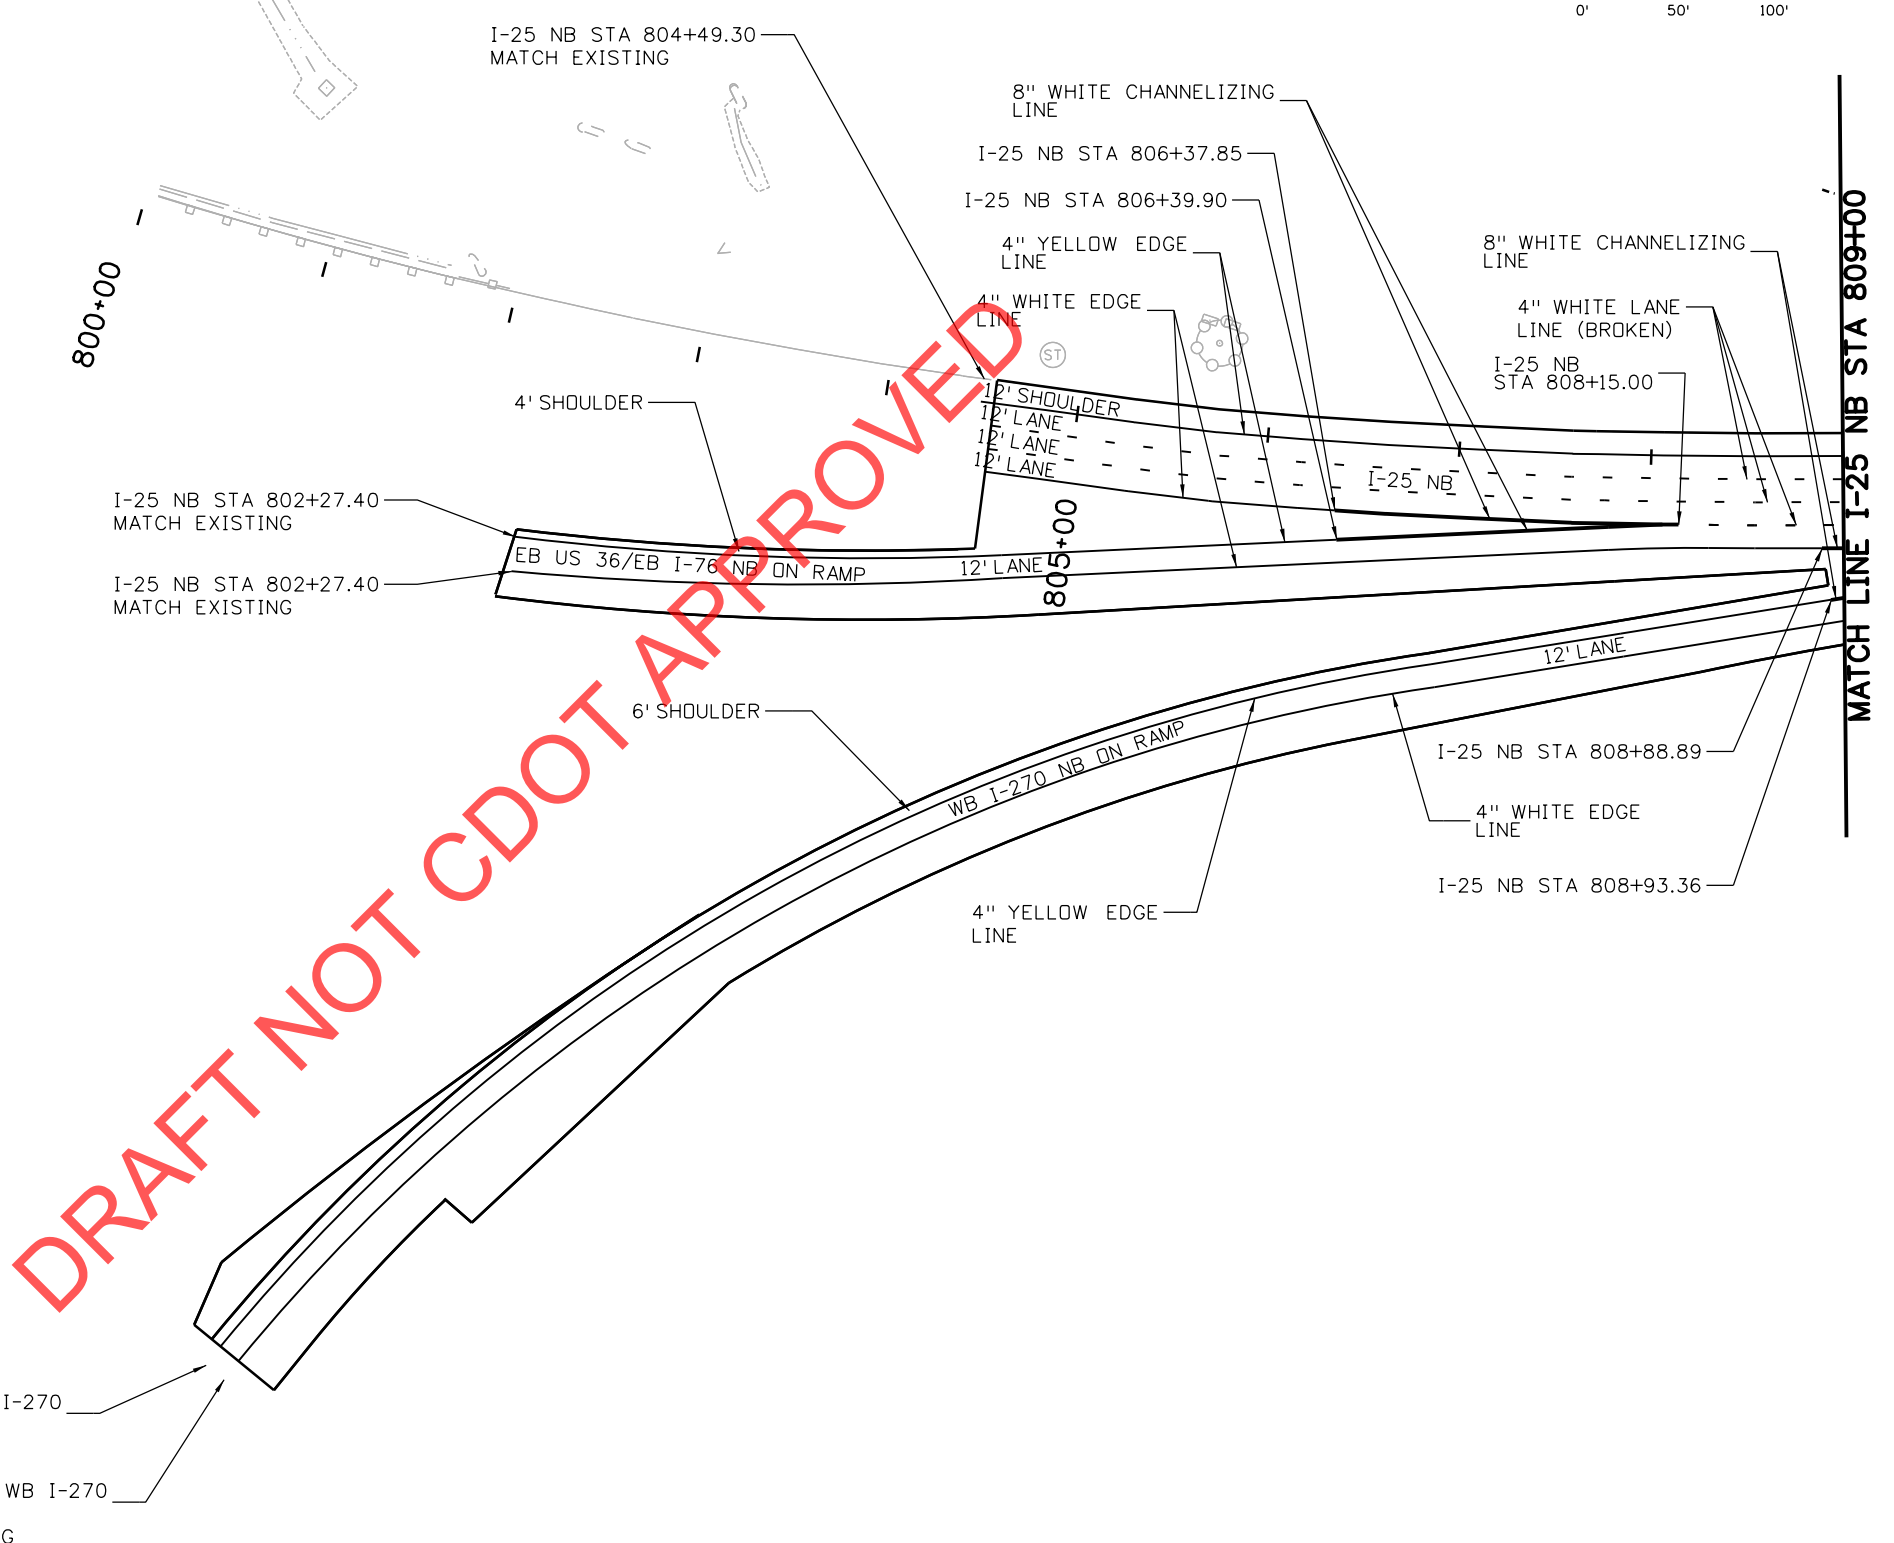 0' 50' 100'
I-25 NB STA 804+49.30
MATCH EXISTING
8" WHITE CHANNELIZING
LINE
I-25 NB STA 806+37.85
I-25 NB STA 806+39.90
4" YELLOW EDGE
LINE
4" WHITE EDGE
LINE
8" WHITE CHANNELIZING
LINE
4" WHITE LANE
LINE (BROKEN)
I-25 NB
STA 808+15.00
MATCH LINE I-25 NB STA 809+00
800+00
ST
4' SHOULDER
12' SHOULDER
12' LANE
12' LANE
12' LANE
I-25 NB
I-25 NB STA 802+27.40
MATCH EXISTING
EB US 36/EB I-76 NB ON RAMP
12' LANE
805+00
I-25 NB STA 802+27.40
MATCH EXISTING
12' LANE
6' SHOULDER
WB I-270 NB ON RAMP
I-25 NB STA 808+88.89
4" WHITE EDGE
LINE
I-25 NB STA 808+93.36
4" YELLOW EDGE
LINE
DRAFT NOT CDOT APPROVED
I-270
WB I-270
G